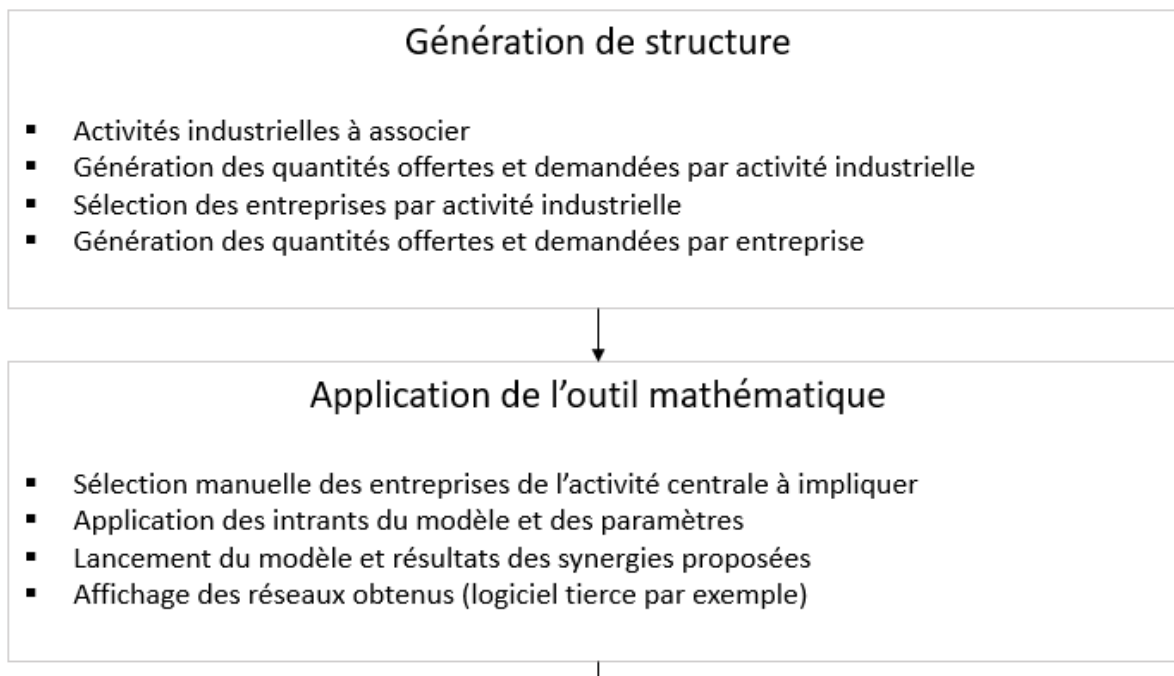 Génération de structure
▪ Activités industrielles à associer
▪ Génération des quantités offertes et demandées par activité industrielle
▪ Sélection des entreprises par activité industrielle
▪ Génération des quantités offertes et demandées par entreprise
Application de l’outil mathématique
▪ Sélection manuelle des entreprises de l’activité centrale à impliquer
▪ Application des intrants du modèle et des paramètres
▪ Lancement du modèle et résultats des synergies proposées
▪ Affichage des réseaux obtenus (logiciel tierce par exemple)